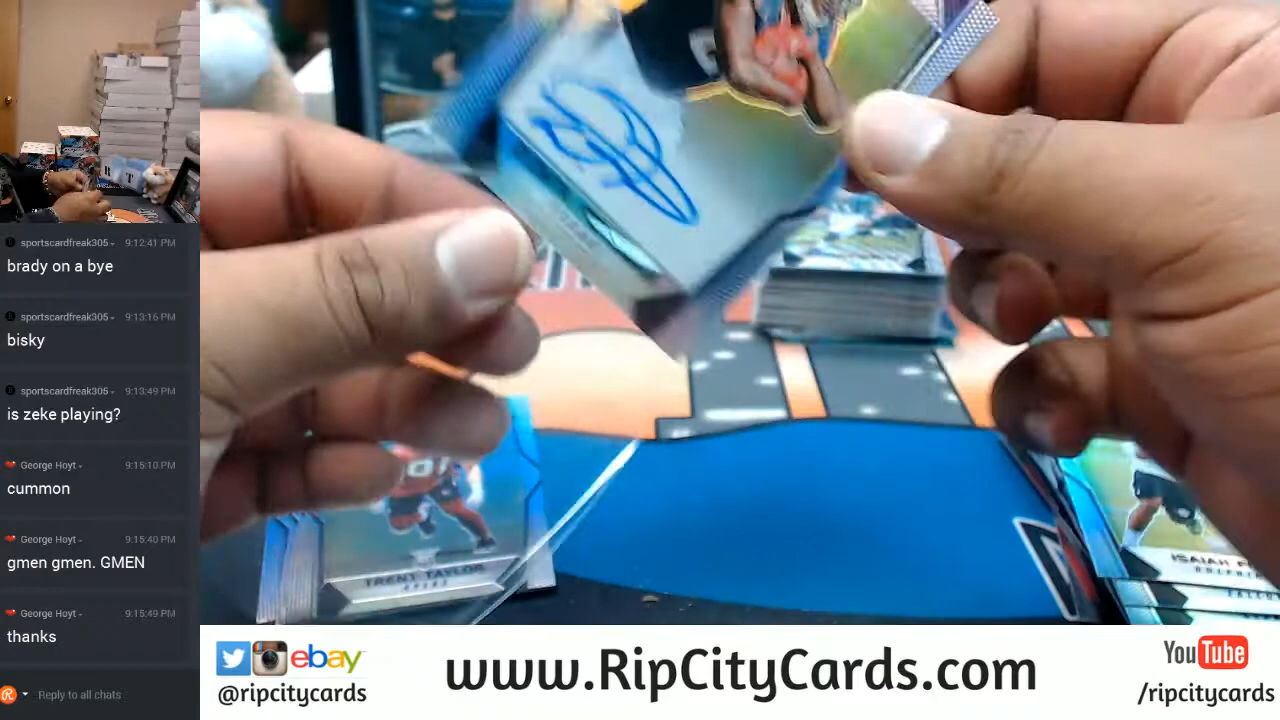 sportscardfreak305 9:12:41 PM
brady on a bye
sportscardfreak305 9:13:16 PM
bisky
sportscardfreak305 9:13:49 PM
is zeke playing?
George Hoyt 9:15:10 PM
cummon
George Hoyt 9:15:40 PM
gmen gmen. GMEN
George Hoyt 9:15:49 PM
thanks
Reply to all chats
TRENT TAYLOR
49ERS
ISAIAH
ebay
@ripcitycards
www.RipCityCards.com
YouTube
/ripcitycards